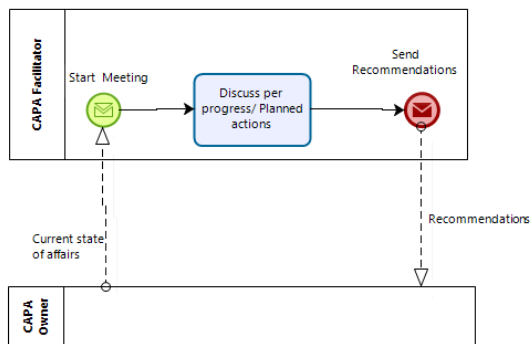 CAPA Facilitator
Start Meeting
Discuss per
progress/ Planned
actions
Send
Recommendations
Current state
of affairs
Recommendations
CAPA
Owner